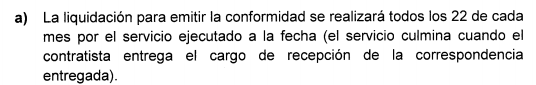 a) La liquidación para emitir la conformidad se realizará todos los 22 de cada
mes por el servicio ejecutado a la fecha (el servicio culmina cuando el
contratista entrega el cargo de recepción de la correspondencia
entregada).